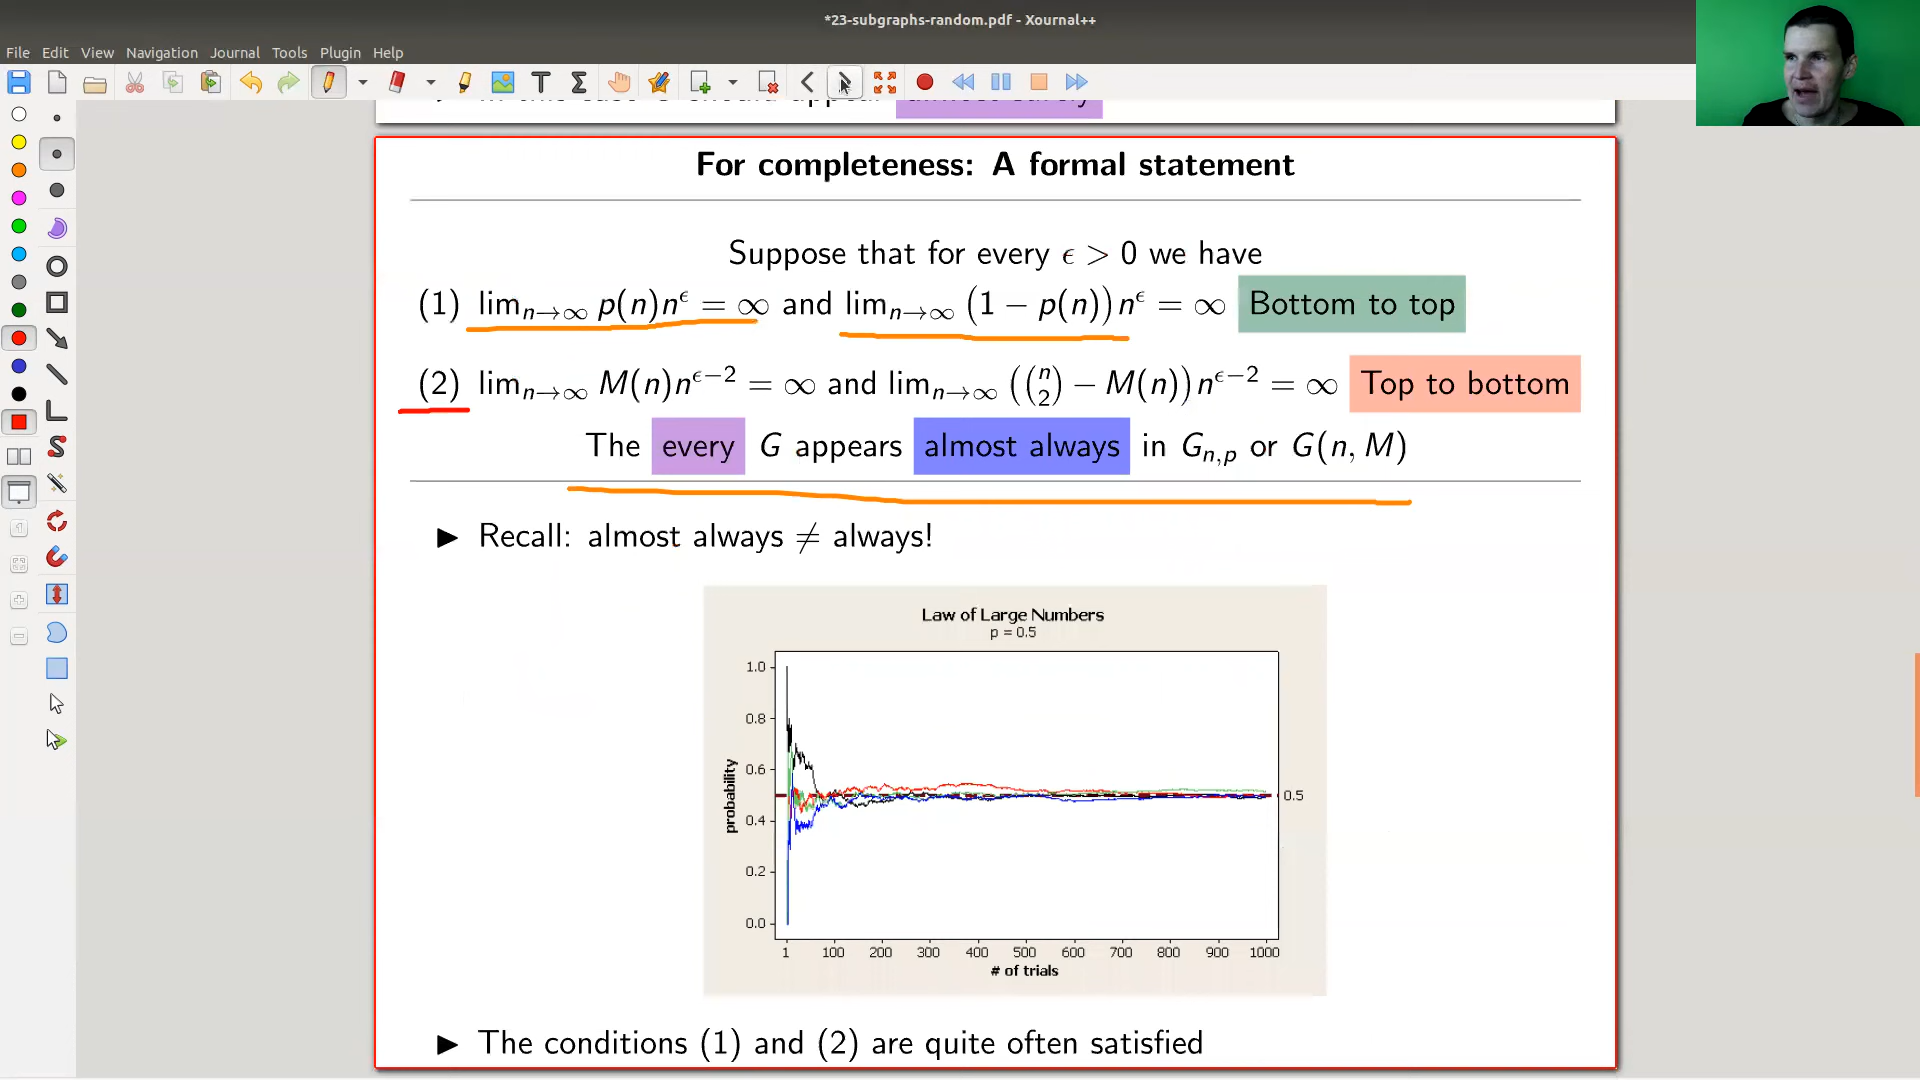 *23-subgraphs-random.pdf - Xournal++
File Edit View Navigation Journal Tools Plugin Help
For completeness: A formal statement
Suppose that for every ϵ > 0 we have
(1) lim_{n→∞} p(n)n^ϵ = ∞ and lim_{n→∞} (1 − p(n))n^ϵ = ∞ Bottom to top
(2) lim_{n→∞} M(n)n^{ϵ−2} = ∞ and lim_{n→∞} ((n 2) − M(n))n^{ϵ−2} = ∞ Top to bottom
The every G appears almost always in G_{n,p} or G(n, M)
▶ Recall: almost always ≠ always!
Law of Large Numbers
p = 0.5
1.0
0.8
0.6
0.4
0.2
0.0
probability
0.5
1 100 200 300 400 500 600 700 800 900 1000
# of trials
▶ The conditions (1) and (2) are quite often satisfied